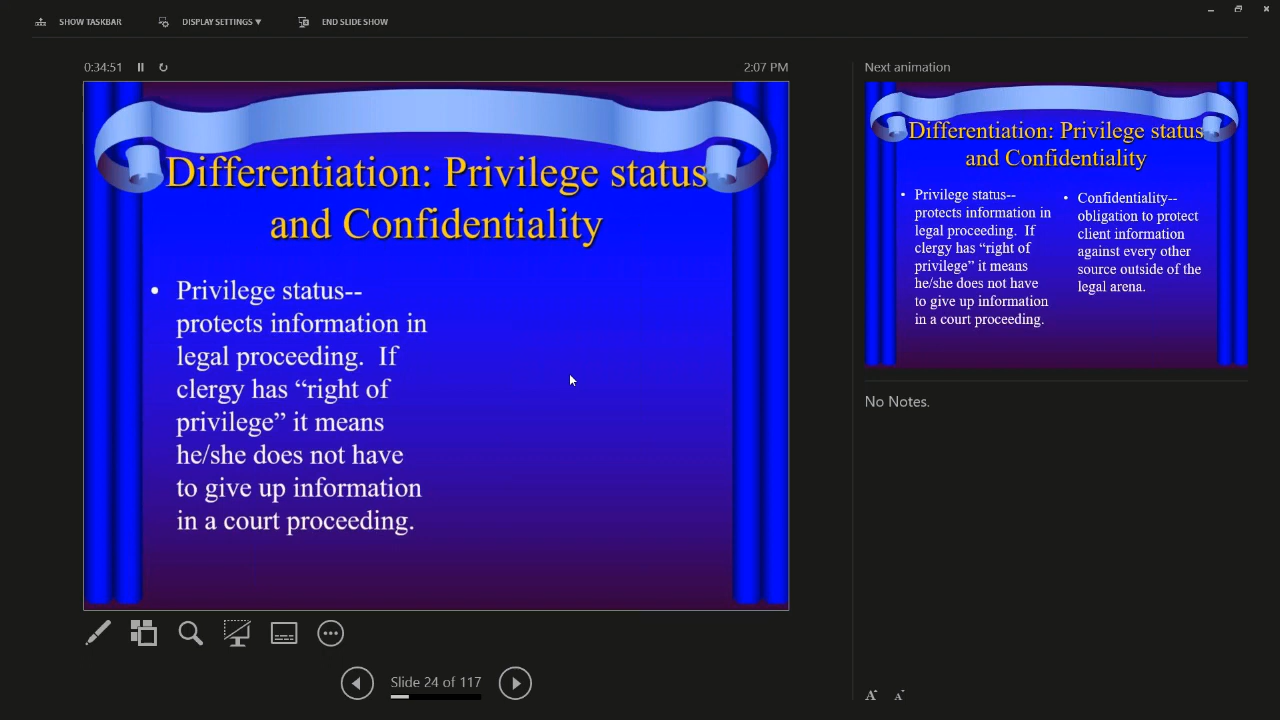 SHOW TASKBAR
DISPLAY SETTINGS ▼
END SLIDE SHOW
0:34:51
2:07 PM
Differentiation: Privilege status
and Confidentiality
• Privilege status--
protects information in
legal proceeding.  If
clergy has “right of
privilege” it means
he/she does not have
to give up information
in a court proceeding.
Slide 24 of 117
Next animation
Differentiation: Privilege status
and Confidentiality
• Privilege status--
protects information in
legal proceeding.  If
clergy has “right of
privilege” it means
he/she does not have
to give up information
in a court proceeding.
• Confidentiality--
obligation to protect
client information
against every other
source outside of the
legal arena.
No Notes.
A A